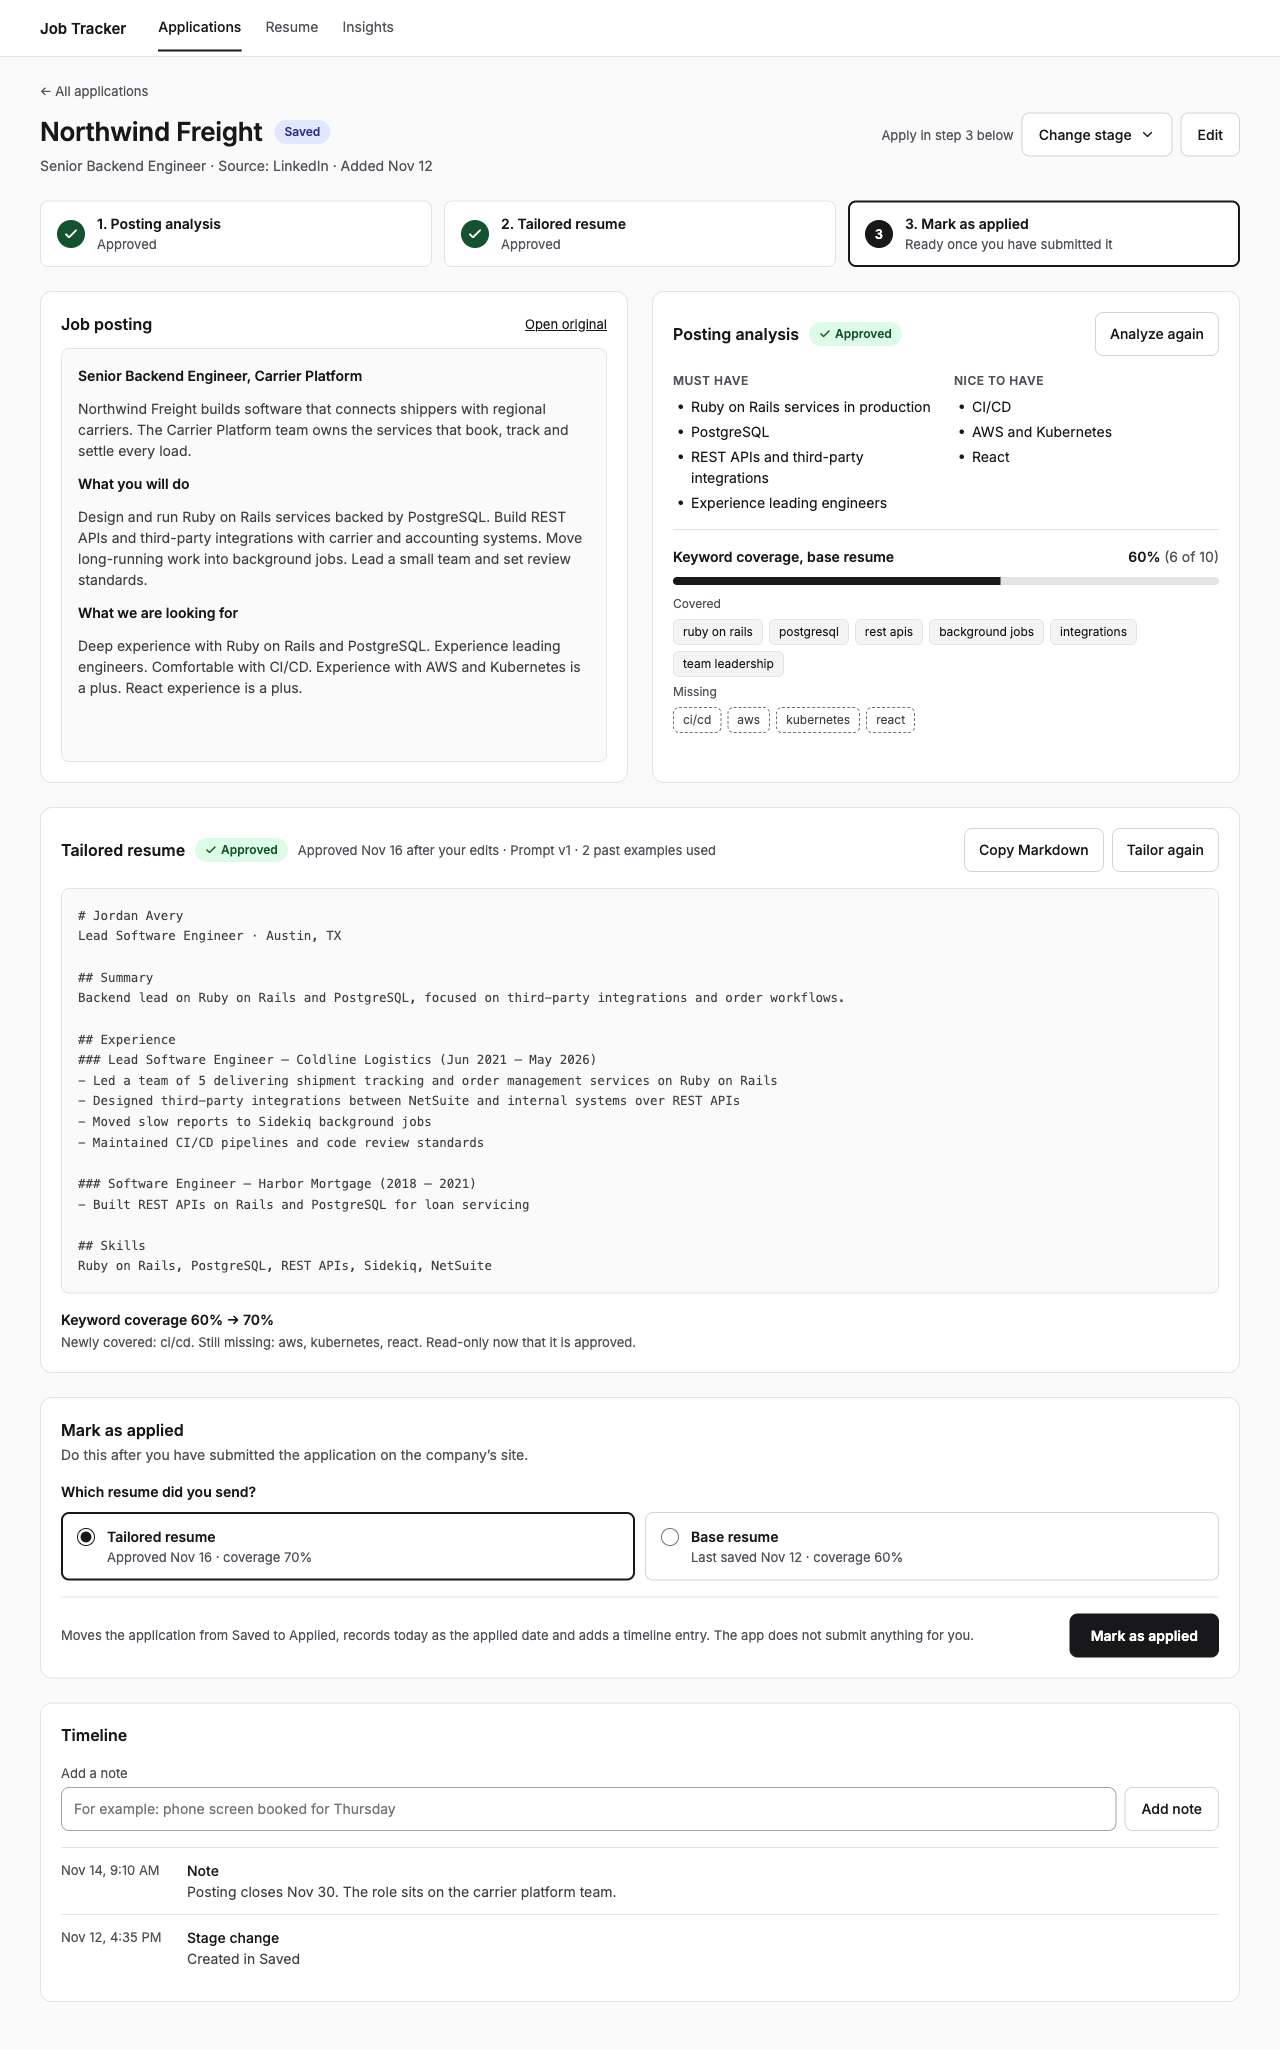 Job Tracker
Applications
Resume
Insights
← All applications
Northwind Freight
Saved
Apply in step 3 below
Change stage
Edit
Senior Backend Engineer · Source: LinkedIn · Added Nov 12
1. Posting analysis
Approved
2. Tailored resume
Approved
3
3. Mark as applied
Ready once you have submitted it
Job posting
Open original
Senior Backend Engineer, Carrier Platform
Northwind Freight builds software that connects shippers with regional
carriers. The Carrier Platform team owns the services that book, track and
settle every load.
What you will do
Design and run Ruby on Rails services backed by PostgreSQL. Build REST
APIs and third-party integrations with carrier and accounting systems. Move
long-running work into background jobs. Lead a small team and set review
standards.
What we are looking for
Deep experience with Ruby on Rails and PostgreSQL. Experience leading
engineers. Comfortable with CI/CD. Experience with AWS and Kubernetes is
a plus. React experience is a plus.
Posting analysis
Approved
Analyze again
MUST HAVE
• Ruby on Rails services in production
• PostgreSQL
• REST APIs and third-party
integrations
• Experience leading engineers
NICE TO HAVE
• CI/CD
• AWS and Kubernetes
• React
Keyword coverage, base resume
60% (6 of 10)
Covered
ruby on rails
postgresql
rest apis
background jobs
integrations
team leadership
Missing
ci/cd
aws
kubernetes
react
Tailored resume
Approved
Approved Nov 16 after your edits · Prompt v1 · 2 past examples used
Copy Markdown
Tailor again
# Jordan Avery
Lead Software Engineer · Austin, TX
## Summary
Backend lead on Ruby on Rails and PostgreSQL, focused on third-party integrations and order workflows.
## Experience
### Lead Software Engineer — Coldline Logistics (Jun 2021 – May 2026)
- Led a team of 5 delivering shipment tracking and order management services on Ruby on Rails
- Designed third-party integrations between NetSuite and internal systems over REST APIs
- Moved slow reports to Sidekiq background jobs
- Maintained CI/CD pipelines and code review standards
### Software Engineer — Harbor Mortgage (2018 – 2021)
- Built REST APIs on Rails and PostgreSQL for loan servicing
## Skills
Ruby on Rails, PostgreSQL, REST APIs, Sidekiq, NetSuite
Keyword coverage 60% → 70%
Newly covered: ci/cd. Still missing: aws, kubernetes, react. Read-only now that it is approved.
Mark as applied
Do this after you have submitted the application on the company’s site.
Which resume did you send?
Tailored resume
Approved Nov 16 · coverage 70%
Base resume
Last saved Nov 12 · coverage 60%
Moves the application from Saved to Applied, records today as the applied date and adds a timeline entry. The app does not submit anything for you.
Mark as applied
Timeline
Add a note
For example: phone screen booked for Thursday
Add note
Nov 14, 9:10 AM
Note
Posting closes Nov 30. The role sits on the carrier platform team.
Nov 12, 4:35 PM
Stage change
Created in Saved